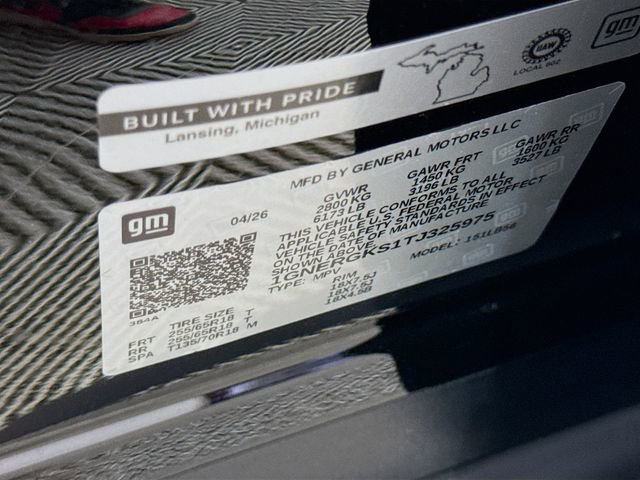 BUILT WITH PRIDE
Lansing, Michigan
UAW
LOCAL 602
gm
MFD BY GENERAL MOTORS LLC
gm
04/26
GVWR GAWR FRT GAWR RR
2800 KG 1450 KG 1600 KG
6173 LB 3196 LB 3527 LB
THIS VEHICLE CONFORMS TO ALL
APPLICABLE U.S. FEDERAL MOTOR
VEHICLE SAFETY STANDARDS IN EFFECT
ON THE DATE OF MANUFACTURE
SHOWN ABOVE.
1GNERGKS1TJ325975
TYPE: MPV MODEL: 1S1LB56
384A
TIRE SIZE RIM
FRT 255/65R18 T 18X7.5J
RR 255/65R18 T 18X7.5J
SPA T135/70R18 M 18X4.5B